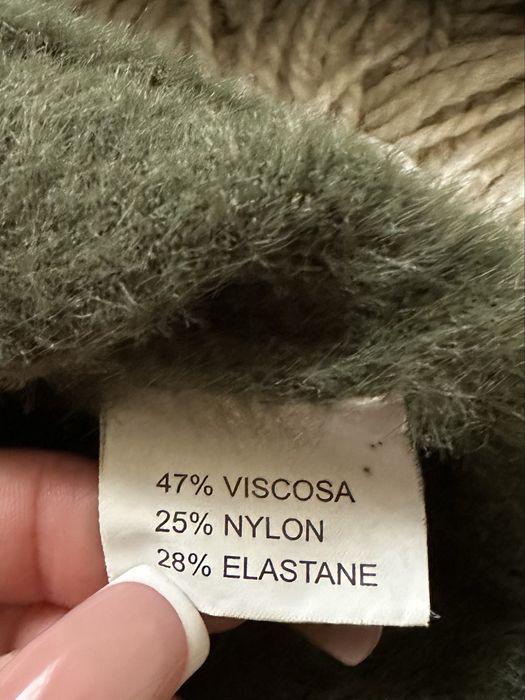 47% VISCOSA
25% NYLON
28% ELASTANE